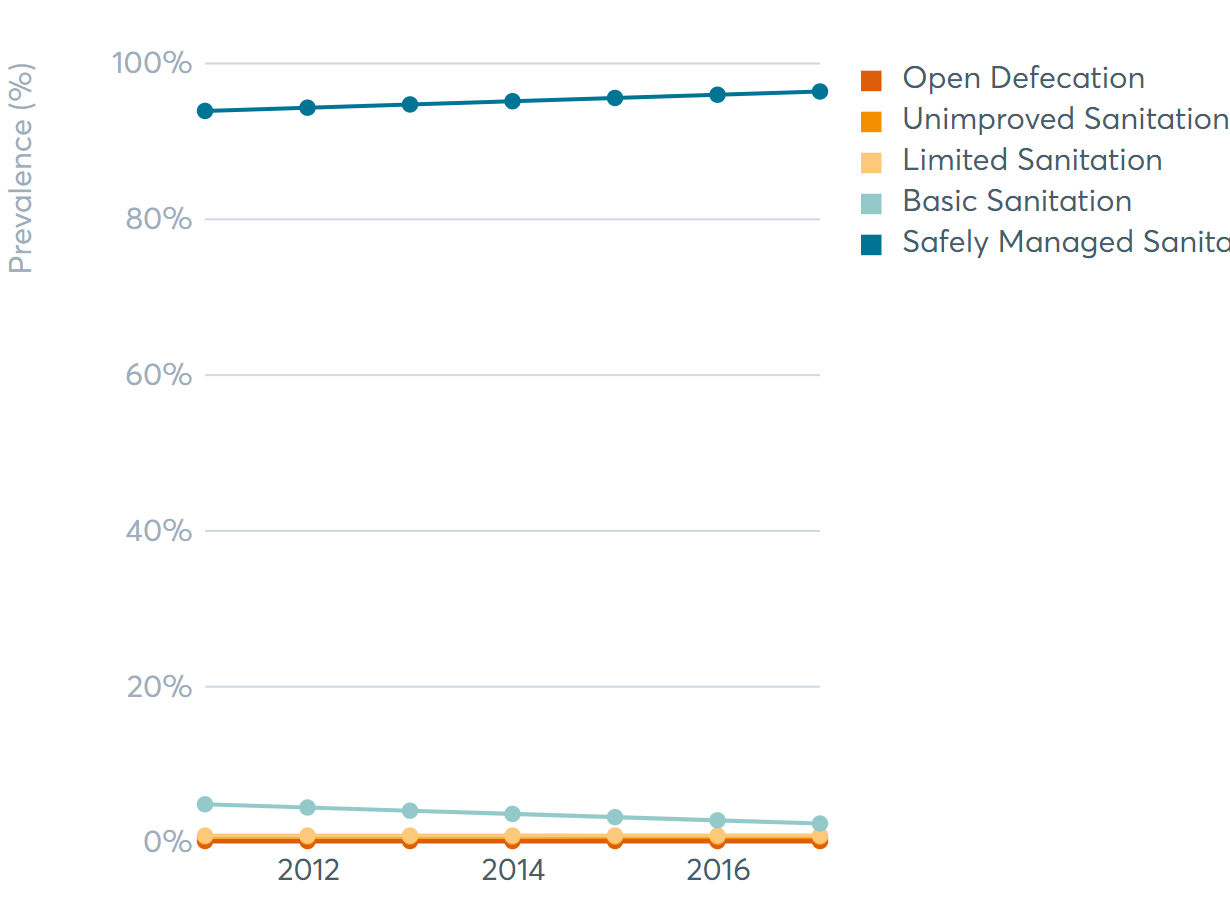 Prevalence (%)
100%
80%
60%
40%
20%
0%
2012
2014
2016
Open Defecation
Unimproved Sanitation
Limited Sanitation
Basic Sanitation
Safely Managed Sanita